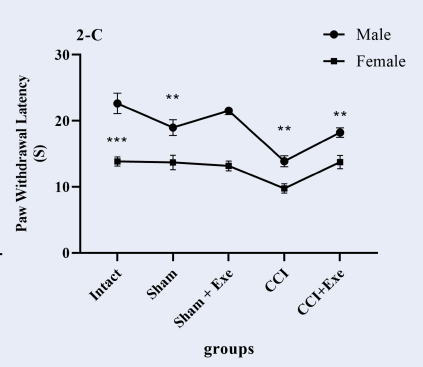 2-C
Male
Female
Paw Withdrawal Latency
(S)
30
20
10
0
**
***
**
**
Intact
Sham
Sham + Exe
CCI
CCI+Exe
groups